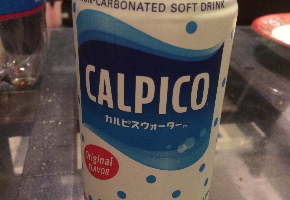 NON-CARBONATED SOFT DRINK
CALPICO
カルピスウォーター
Original
FLAVOR